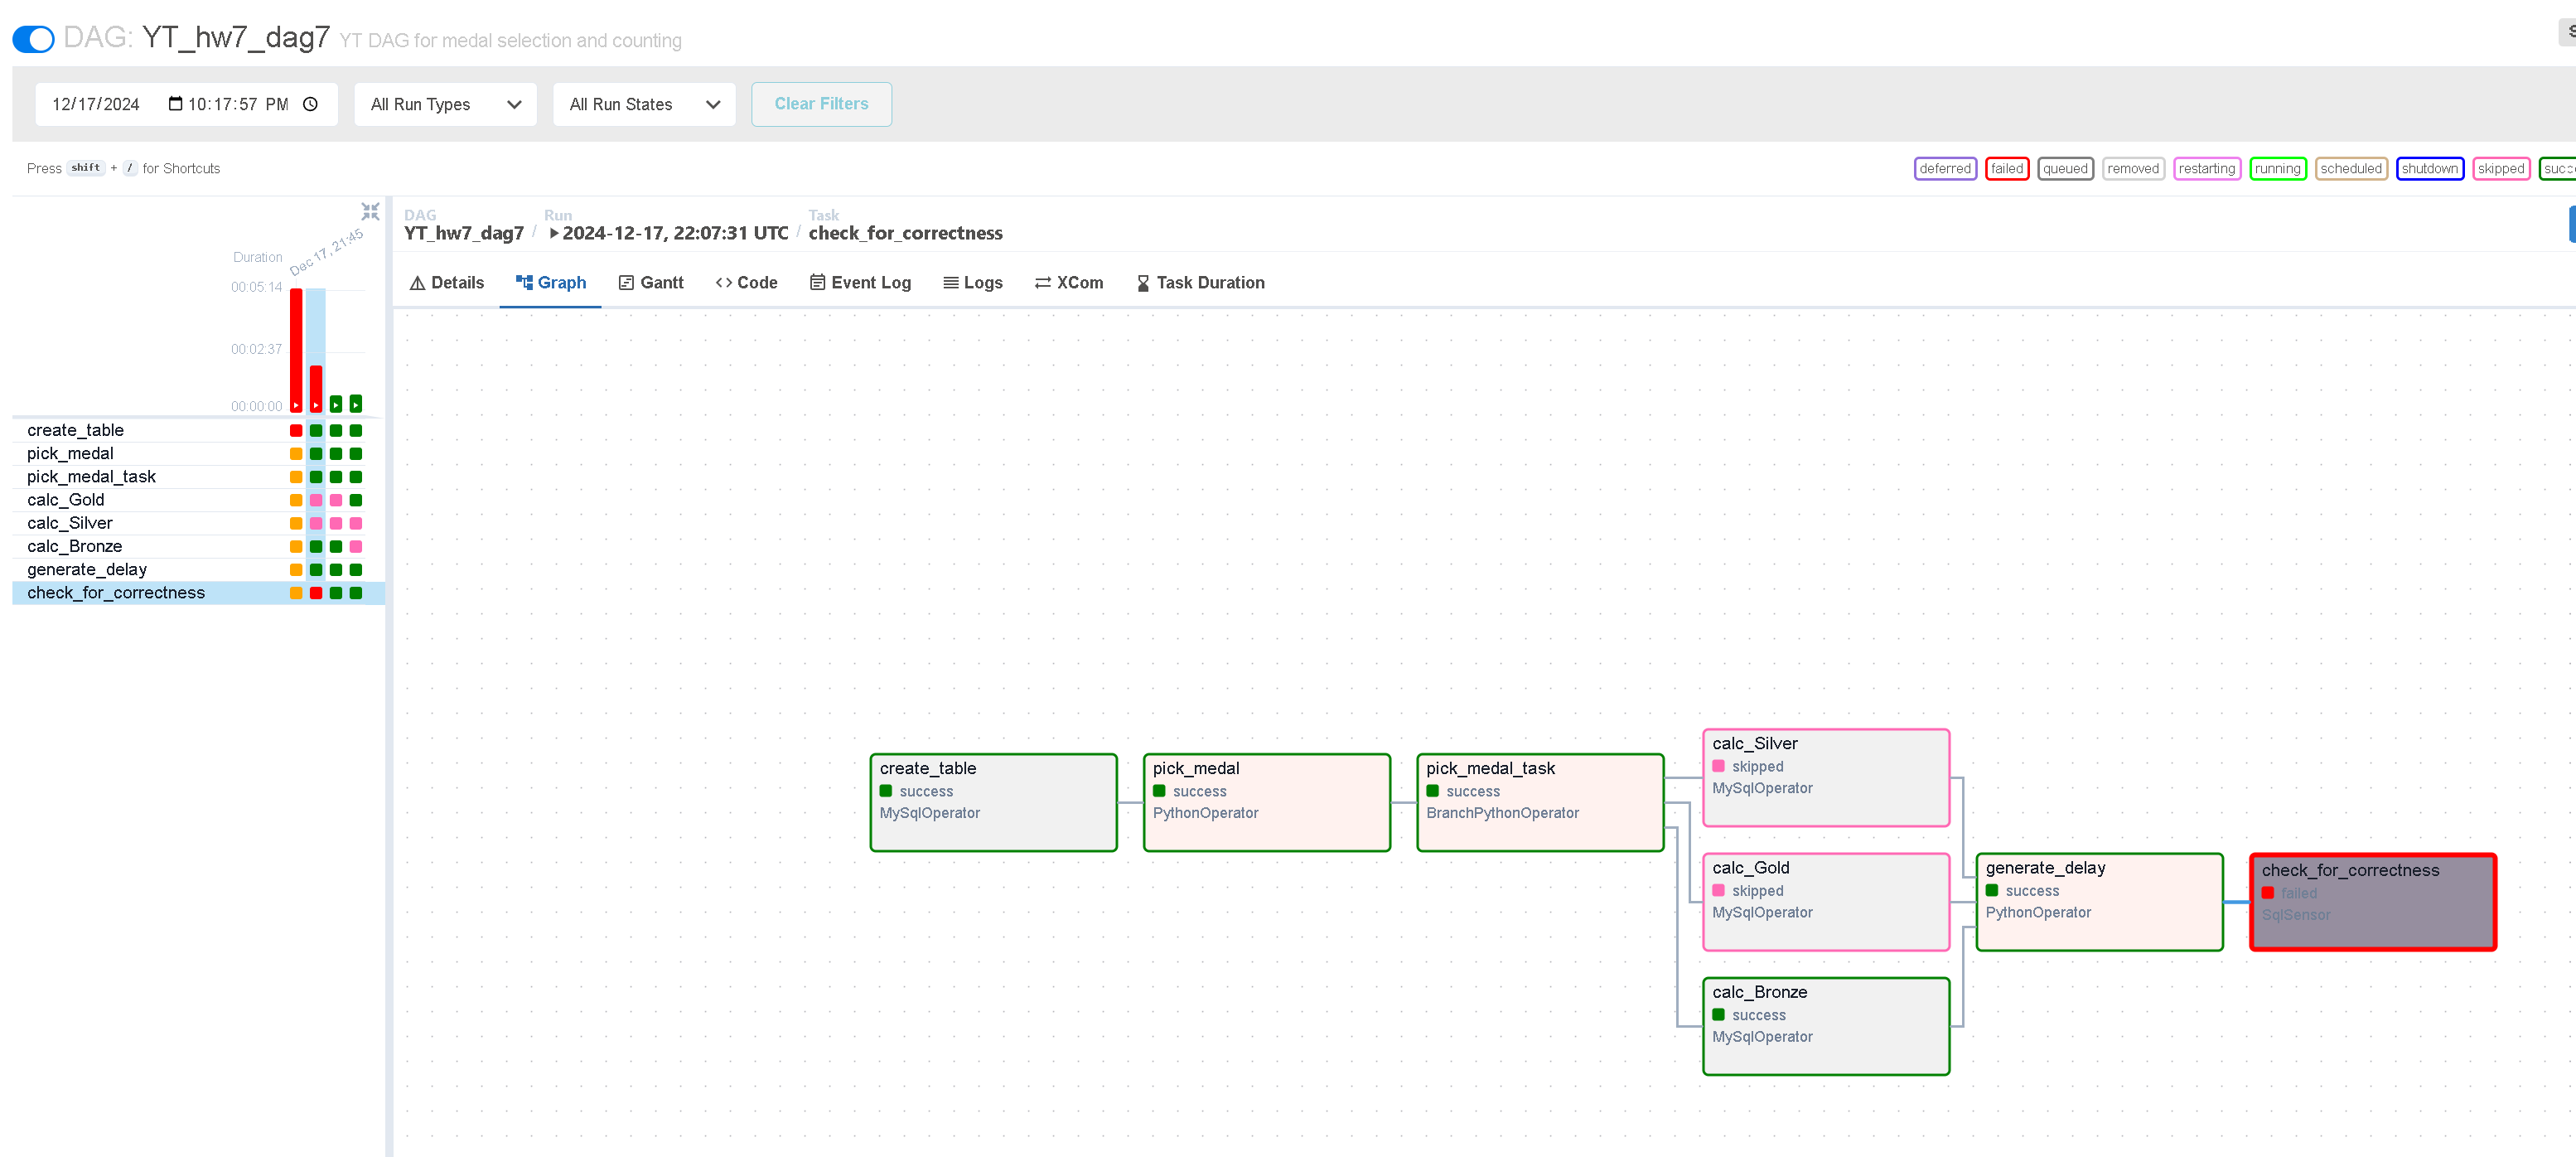 DAG: YT_hw7_dag7 YT DAG for medal selection and counting
12/17/2024 10:17:57 PM All Run Types All Run States Clear Filters
Press shift + / for Shortcuts
deferred failed queued removed restarting running scheduled shutdown skipped
DAG Run Task
YT_hw7_dag7 / 2024-12-17, 22:07:31 UTC / check_for_correctness
Details Graph Gantt Code Event Log Logs XCom Task Duration
Dec 17, 21:45
Duration
00:05:14
00:02:37
00:00:00
create_table
pick_medal
pick_medal_task
calc_Gold
calc_Silver
calc_Bronze
generate_delay
check_for_correctness
create_table
success
MySqlOperator
pick_medal
success
PythonOperator
pick_medal_task
success
BranchPythonOperator
calc_Silver
skipped
MySqlOperator
calc_Gold
skipped
MySqlOperator
calc_Bronze
success
MySqlOperator
generate_delay
success
PythonOperator
check_for_correctness
failed
SqlSensor